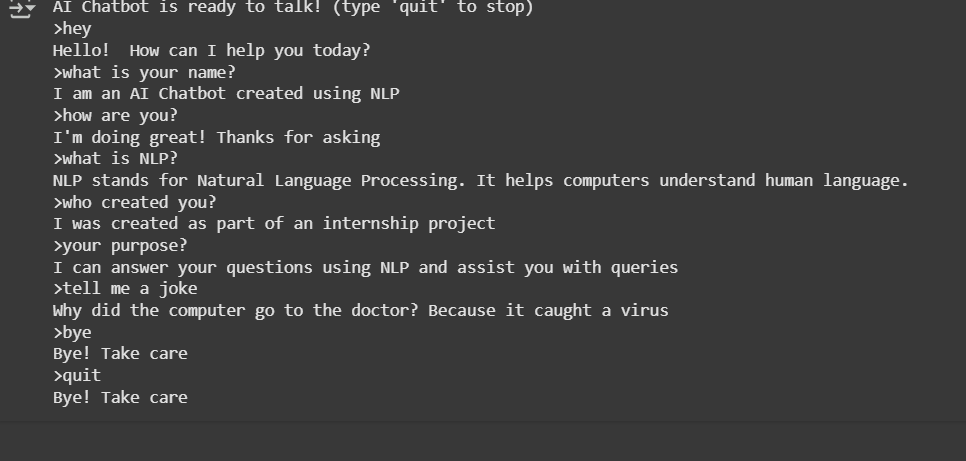 AI Chatbot is ready to talk! (type 'quit' to stop)
>hey
Hello!  How can I help you today?
>what is your name?
I am an AI Chatbot created using NLP
>how are you?
I'm doing great! Thanks for asking
>what is NLP?
NLP stands for Natural Language Processing. It helps computers understand human language.
>who created you?
I was created as part of an internship project
>your purpose?
I can answer your questions using NLP and assist you with queries
>tell me a joke
Why did the computer go to the doctor? Because it caught a virus
>bye
Bye! Take care
>quit
Bye! Take care